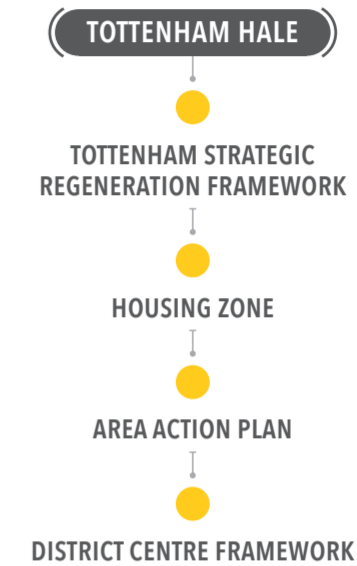 TOTTENHAM HALE
TOTTENHAM STRATEGIC
REGENERATION FRAMEWORK
HOUSING ZONE
AREA ACTION PLAN
DISTRICT CENTRE FRAMEWORK